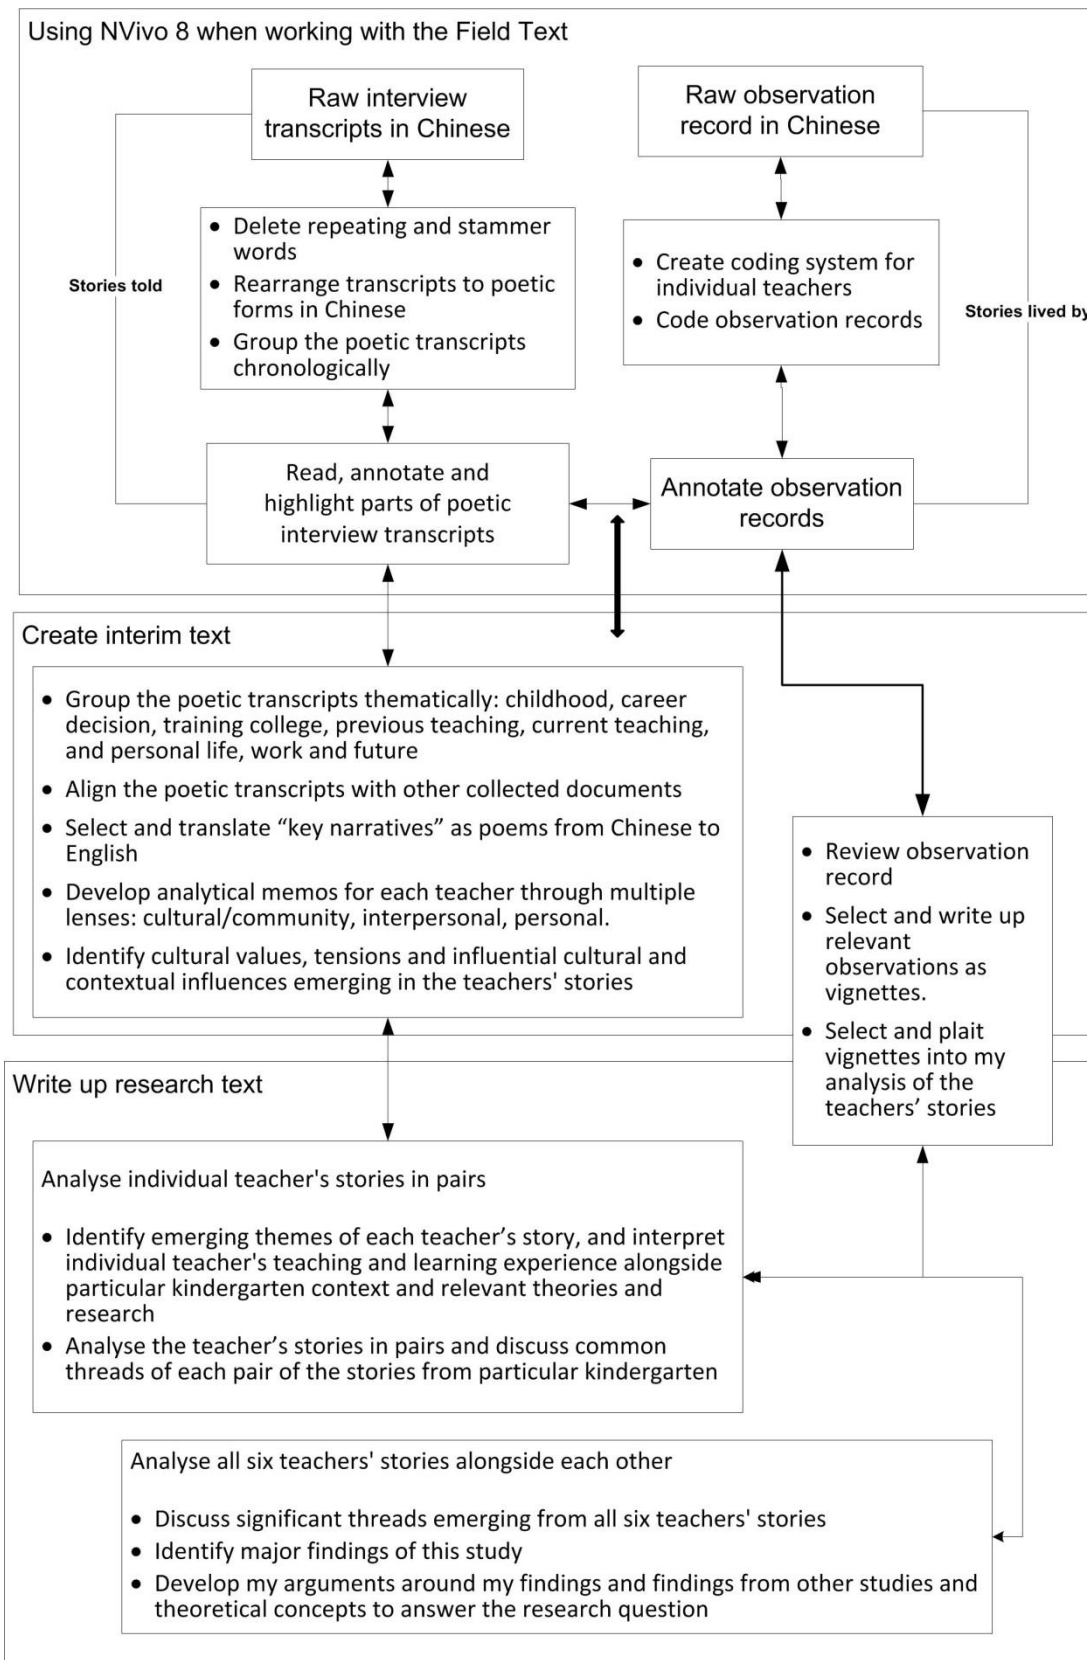 Using NVivo 8 when working with the Field Text
Raw interview
transcripts in Chinese
Raw observation
record in Chinese
• Delete repeating and stammer
words
• Rearrange transcripts to poetic
forms in Chinese
• Group the poetic transcripts
chronologically
• Create coding system for
individual teachers
• Code observation records
Stories told
Stories lived by
Read, annotate and
highlight parts of poetic
interview transcripts
Annotate observation
records
Create interim text
• Group the poetic transcripts thematically: childhood, career
decision, training college, previous teaching, current teaching,
and personal life, work and future
• Align the poetic transcripts with other collected documents
• Select and translate “key narratives” as poems from Chinese to
English
• Develop analytical memos for each teacher through multiple
lenses: cultural/community, interpersonal, personal.
• Identify cultural values, tensions and influential cultural and
contextual influences emerging in the teachers' stories
• Review observation
record
• Select and write up
relevant
observations as
vignettes.
• Select and plait
vignettes into my
analysis of the
teachers’ stories
Write up research text
Analyse individual teacher's stories in pairs
• Identify emerging themes of each teacher’s story, and interpret
individual teacher's teaching and learning experience alongside
particular kindergarten context and relevant theories and
research
• Analyse the teacher’s stories in pairs and discuss common
threads of each pair of the stories from particular kindergarten
Analyse all six teachers' stories alongside each other
• Discuss significant threads emerging from all six teachers' stories
• Identify major findings of this study
• Develop my arguments around my findings and findings from other studies and
theoretical concepts to answer the research question